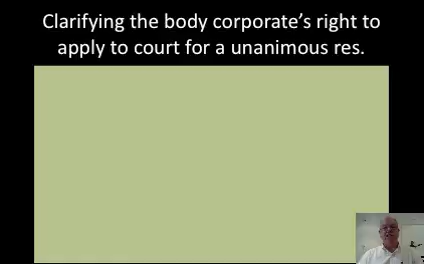 Clarifying the body corporate's right to
apply to court for a unanimous res.